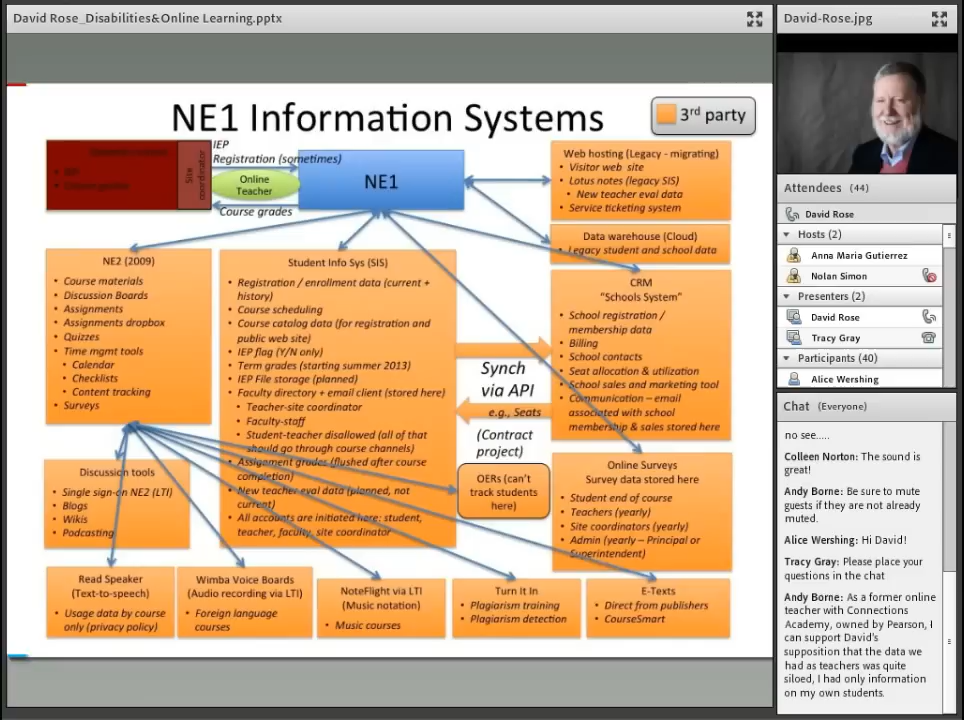 David Rose_Disabilities&Online Learning.pptx
NE1 Information Systems
3rd party
Site
coordinator
IEP
Registration (sometimes)
Online
Teacher
Course grades
NE1
Web hosting (Legacy - migrating)
• Visitor web site
• Lotus notes (legacy SIS)
• New teacher eval data
• Service ticketing system
Data warehouse (Cloud)
• Legacy student and school data
NE2 (2009)
• Course materials
• Discussion Boards
• Assignments
• Assignments dropbox
• Quizzes
• Time mgmt tools
• Calendar
• Checklists
• Content tracking
• Surveys
Student Info Sys (SIS)
• Registration / enrollment data (current +
history)
• Course scheduling
• Course catalog data (for registration and
public web site)
• IEP flag (Y/N only)
• Term grades (starting summer 2013)
• IEP File storage (planned)
• Faculty directory + email client (stored here)
• Teacher-site coordinator
• Faculty-staff
• Student-teacher disallowed (all of that
should go through course channels)
• Assignment grades (flushed after course
completion)
• New teacher eval data (planned, not
current)
• All accounts are initiated here: student,
teacher, faculty, site coordinator
Synch
via API
e.g., Seats
(Contract
project)
OERs (can't
track students
here)
CRM
"Schools System"
• School registration /
membership data
• Billing
• School contacts
• Seat allocation & utilization
• School sales and marketing tool
• Communication – email
associated with school
membership & sales stored here
Online Surveys
Survey data stored here
• Student end of course
• Teachers (yearly)
• Site coordinators (yearly)
• Admin (yearly – Principal or
Superintendent)
Discussion tools
• Single sign-on NE2 (LTI)
• Blogs
• Wikis
• Podcasting
Read Speaker
(Text-to-speech)
• Usage data by course
only (privacy policy)
Wimba Voice Boards
(Audio recording via LTI)
• Foreign language
courses
NoteFlight via LTI
(Music notation)
• Music courses
Turn It In
• Plagiarism training
• Plagiarism detection
E-Texts
• Direct from publishers
• CourseSmart
David-Rose.jpg
Attendees (44)
David Rose
Hosts (2)
Anna Maria Gutierrez
Nolan Simon
Presenters (2)
David Rose
Tracy Gray
Participants (40)
Alice Wershing
Chat (Everyone)
no see.....
Colleen Norton: The sound is
great!
Andy Borne: Be sure to mute
guests if they are not already
muted.
Alice Wershing: Hi David!
Tracy Gray: Please place your
questions in the chat
Andy Borne: As a former online
teacher with Connections
Academy, owned by Pearson, I
can support David's
supposition that the data we
had as teachers was quite
siloed, I had only information
on my own students.